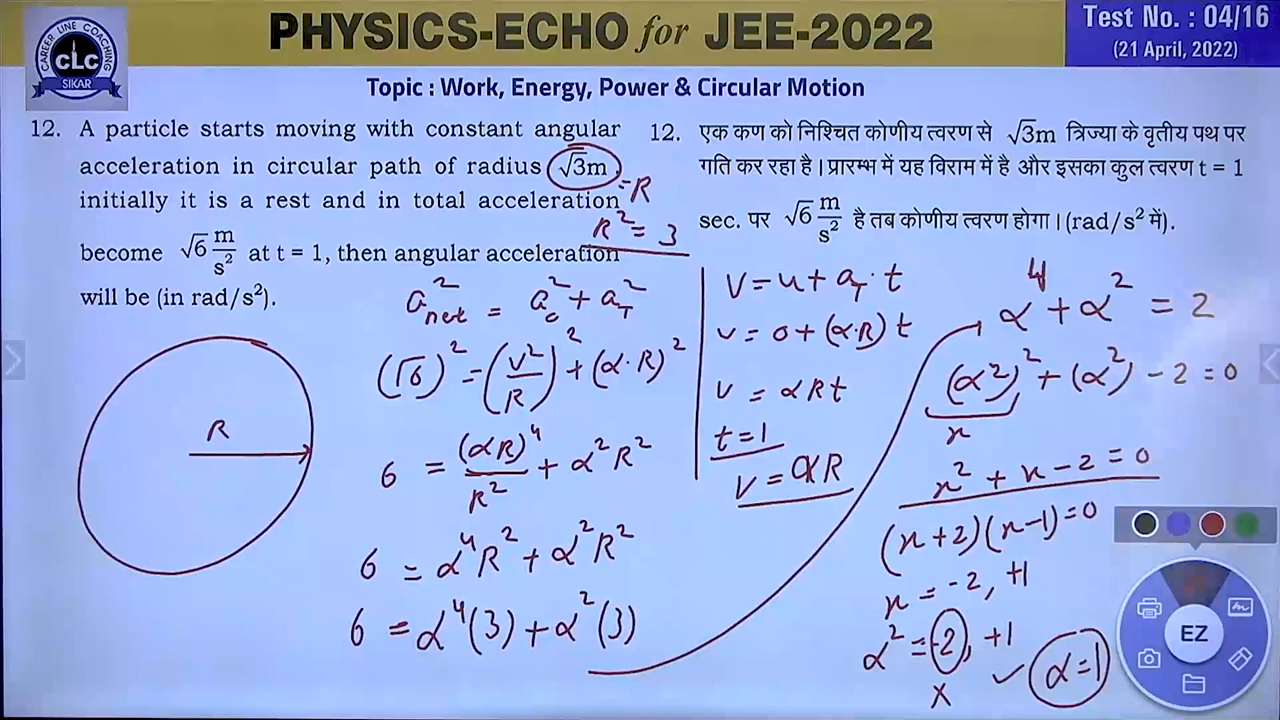 CAREER LINE COACHING
CLC
SIKAR
PHYSICS-ECHO for JEE-2022
Test No. : 04/16
(21 April, 2022)
Topic : Work, Energy, Power & Circular Motion
12. A particle starts moving with constant angular
acceleration in circular path of radius √3m
initially it is a rest and in total acceleration
become √6 m/s² at t = 1, then angular acceleration
will be (in rad/s²).
= R
R² = 3
12. एक कण को निश्चित कोणीय त्वरण से √3m त्रिज्या के वृतीय पथ पर
गति कर रहा है। प्रारम्भ में यह विराम में है और इसका कुल त्वरण t = 1
sec. पर √6 m/s² है तब कोणीय त्वरण होगा। (rad/s² में).
R
a²net = a²c + a²T
(√6)² = (v²/R)² + (α·R)²
6 = (αR)⁴/R² + α²R²
6 = α⁴R² + α²R²
6 = α⁴(3) + α²(3)
v = u + aT·t
v = 0 + (α·R)t
v = αRt
t = 1
v = αR
α⁴ + α² = 2
(α²)² + (α²) - 2 = 0
x
x² + x - 2 = 0
(x+2)(x-1) = 0
x = -2, +1
α² = -2, +1
x ✓ α = 1
EZ